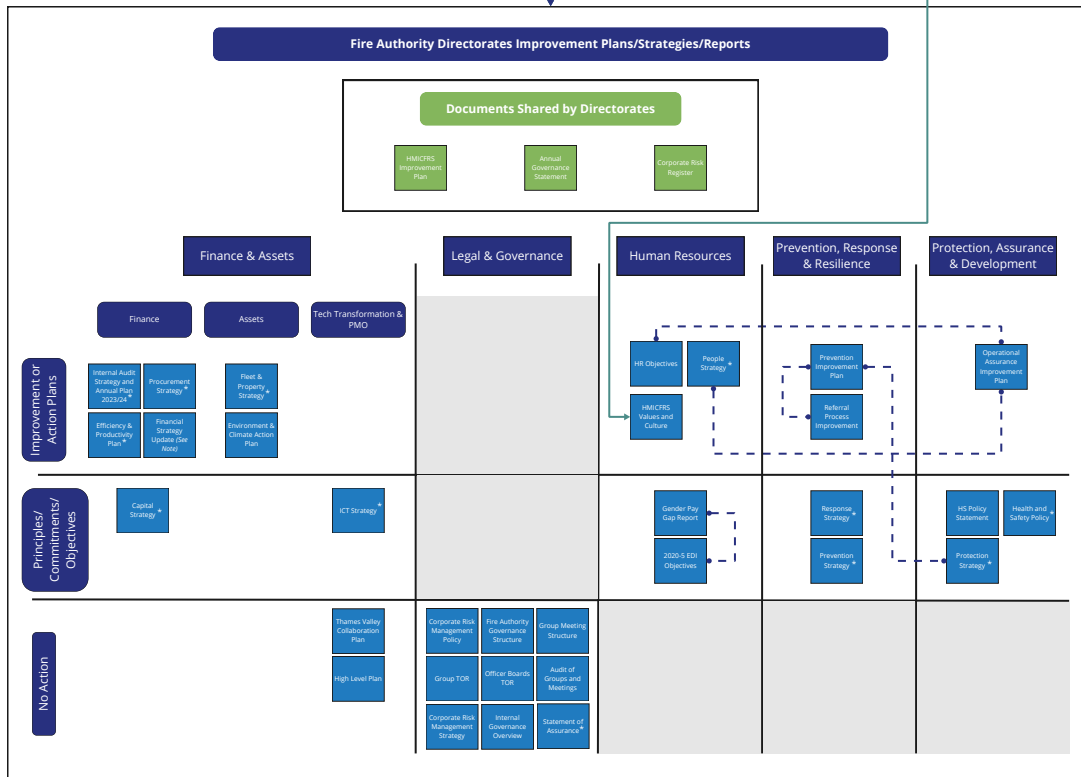 Fire Authority Directorates Improvement Plans/Strategies/Reports
Documents Shared by Directorates
HMICFRS
Improvement
Plan
Annual
Governance
Statement
Corporate Risk
Register
Finance & Assets
Legal & Governance
Human Resources
Prevention, Response
& Resilience
Protection, Assurance
& Development
Finance
Assets
Tech Transformation &
PMO
Improvement or
Action Plans
Internal Audit
Strategy and
Annual Plan
2023/24*
Procurement
Strategy*
Fleet &
Property
Strategy*
HR Objectives
People
Strategy*
Prevention
Improvement
Plan
Operational
Assurance
Improvement
Plan
Efficiency &
Productivity
Plan*
Financial
Strategy
Update (See
Note)
Environment &
Climate Action
Plan
HMICFRS
Values and
Culture
Referral
Process
Improvement
Principles/
Commitments/
Objectives
Capital
Strategy*
ICT Strategy*
Gender Pay
Gap Report
Response
Strategy*
HS Policy
Statement
Health and
Safety Policy*
2020-5 EDI
Objectives
Prevention
Strategy*
Protection
Strategy*
No Action
Thames Valley
Collaboration
Plan
Corporate Risk
Management
Policy
Fire Authority
Governance
Structure
Group Meeting
Structure
High Level Plan
Group TOR
Officer Boards
TOR
Audit of
Groups and
Meetings
Corporate Risk
Management
Strategy
Internal
Governance
Overview
Statement of
Assurance*